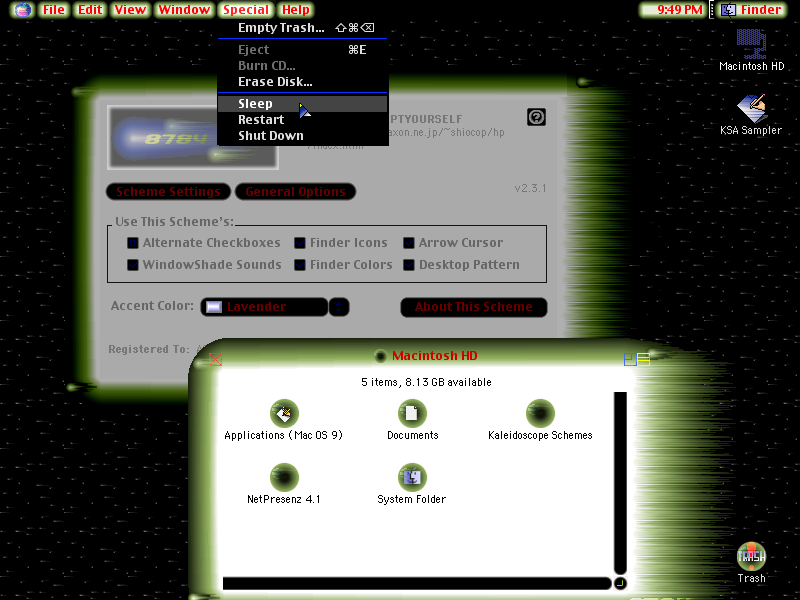 File Edit View Window Special Help 9:49 PM Finder
Empty Trash... ⇧⌘⌫
Eject ⌘E
Burn CD...
Erase Disk...
Sleep
Restart
Shut Down
Macintosh HD
KSA Sampler
8784
PTYOURSELF
axon.ne.jp/~shiocop/hp
/index.html
Scheme Settings General Options
v2.3.1
Use This Scheme's:
Alternate Checkboxes Finder Icons Arrow Cursor
WindowShade Sounds Finder Colors Desktop Pattern
Accent Color: Lavender About This Scheme
Registered To:
Macintosh HD
5 items, 8.13 GB available
Applications (Mac OS 9) Documents Kaleidoscope Schemes
NetPresenz 4.1 System Folder
TRASH
Trash